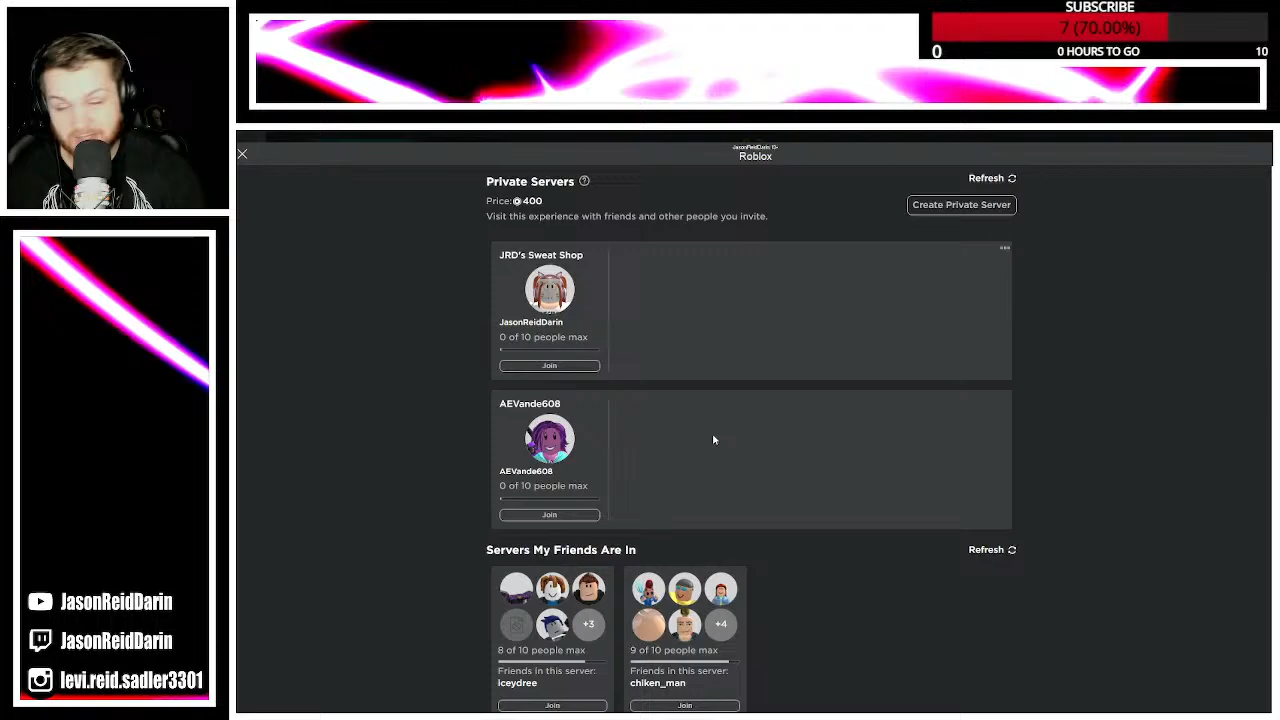 SUBSCRIBE
7 (70.00%)
0
0 HOURS TO GO
10
JasonReidDarin 13+
Roblox
Private Servers
Refresh
Price: 400
Create Private Server
Visit this experience with friends and other people you invite.
JRD's Sweat Shop
JasonReidDarin
0 of 10 people max
Join
AEVande608
AEVande608
0 of 10 people max
Join
Servers My Friends Are In
Refresh
+3
+4
8 of 10 people max
9 of 10 people max
Friends in this server:
Friends in this server:
iceydree
chiken_man
Join
Join
JasonReidDarin
JasonReidDarin
levi.reid.sadler3301